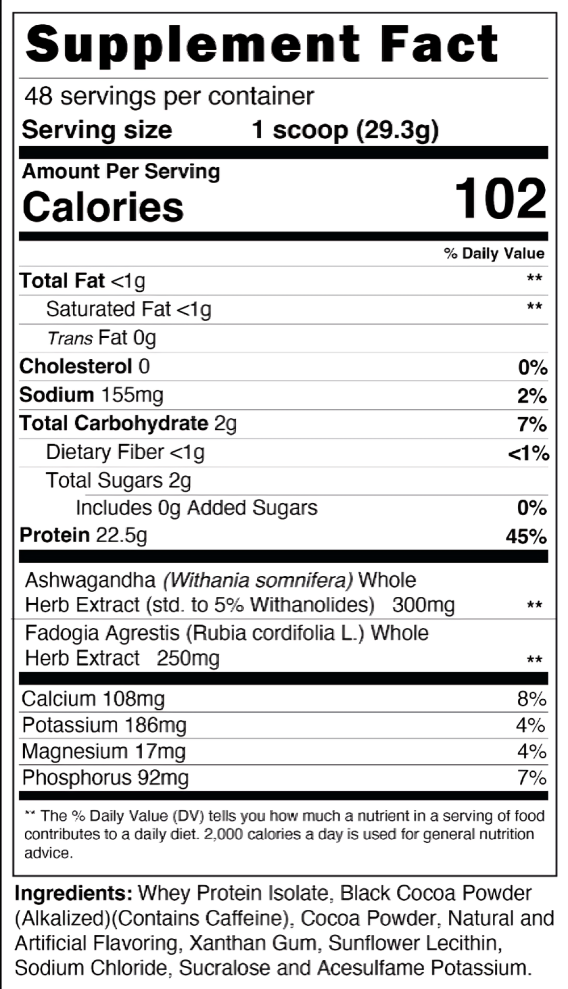 Supplement Fact
48 servings per container
Serving size 1 scoop (29.3g)
Amount Per Serving
Calories 102
% Daily Value
Total Fat <1g **
Saturated Fat <1g **
Trans Fat 0g
Cholesterol 0 0%
Sodium 155mg 2%
Total Carbohydrate 2g 7%
Dietary Fiber <1g <1%
Total Sugars 2g
Includes 0g Added Sugars 0%
Protein 22.5g 45%
Ashwagandha (Withania somnifera) Whole
Herb Extract (std. to 5% Withanolides) 300mg **
Fadogia Agrestis (Rubia cordifolia L.) Whole
Herb Extract 250mg **
Calcium 108mg 8%
Potassium 186mg 4%
Magnesium 17mg 4%
Phosphorus 92mg 7%
** The % Daily Value (DV) tells you how much a nutrient in a serving of food
contributes to a daily diet. 2,000 calories a day is used for general nutrition
advice.
Ingredients: Whey Protein Isolate, Black Cocoa Powder
(Alkalized)(Contains Caffeine), Cocoa Powder, Natural and
Artificial Flavoring, Xanthan Gum, Sunflower Lecithin,
Sodium Chloride, Sucralose and Acesulfame Potassium.